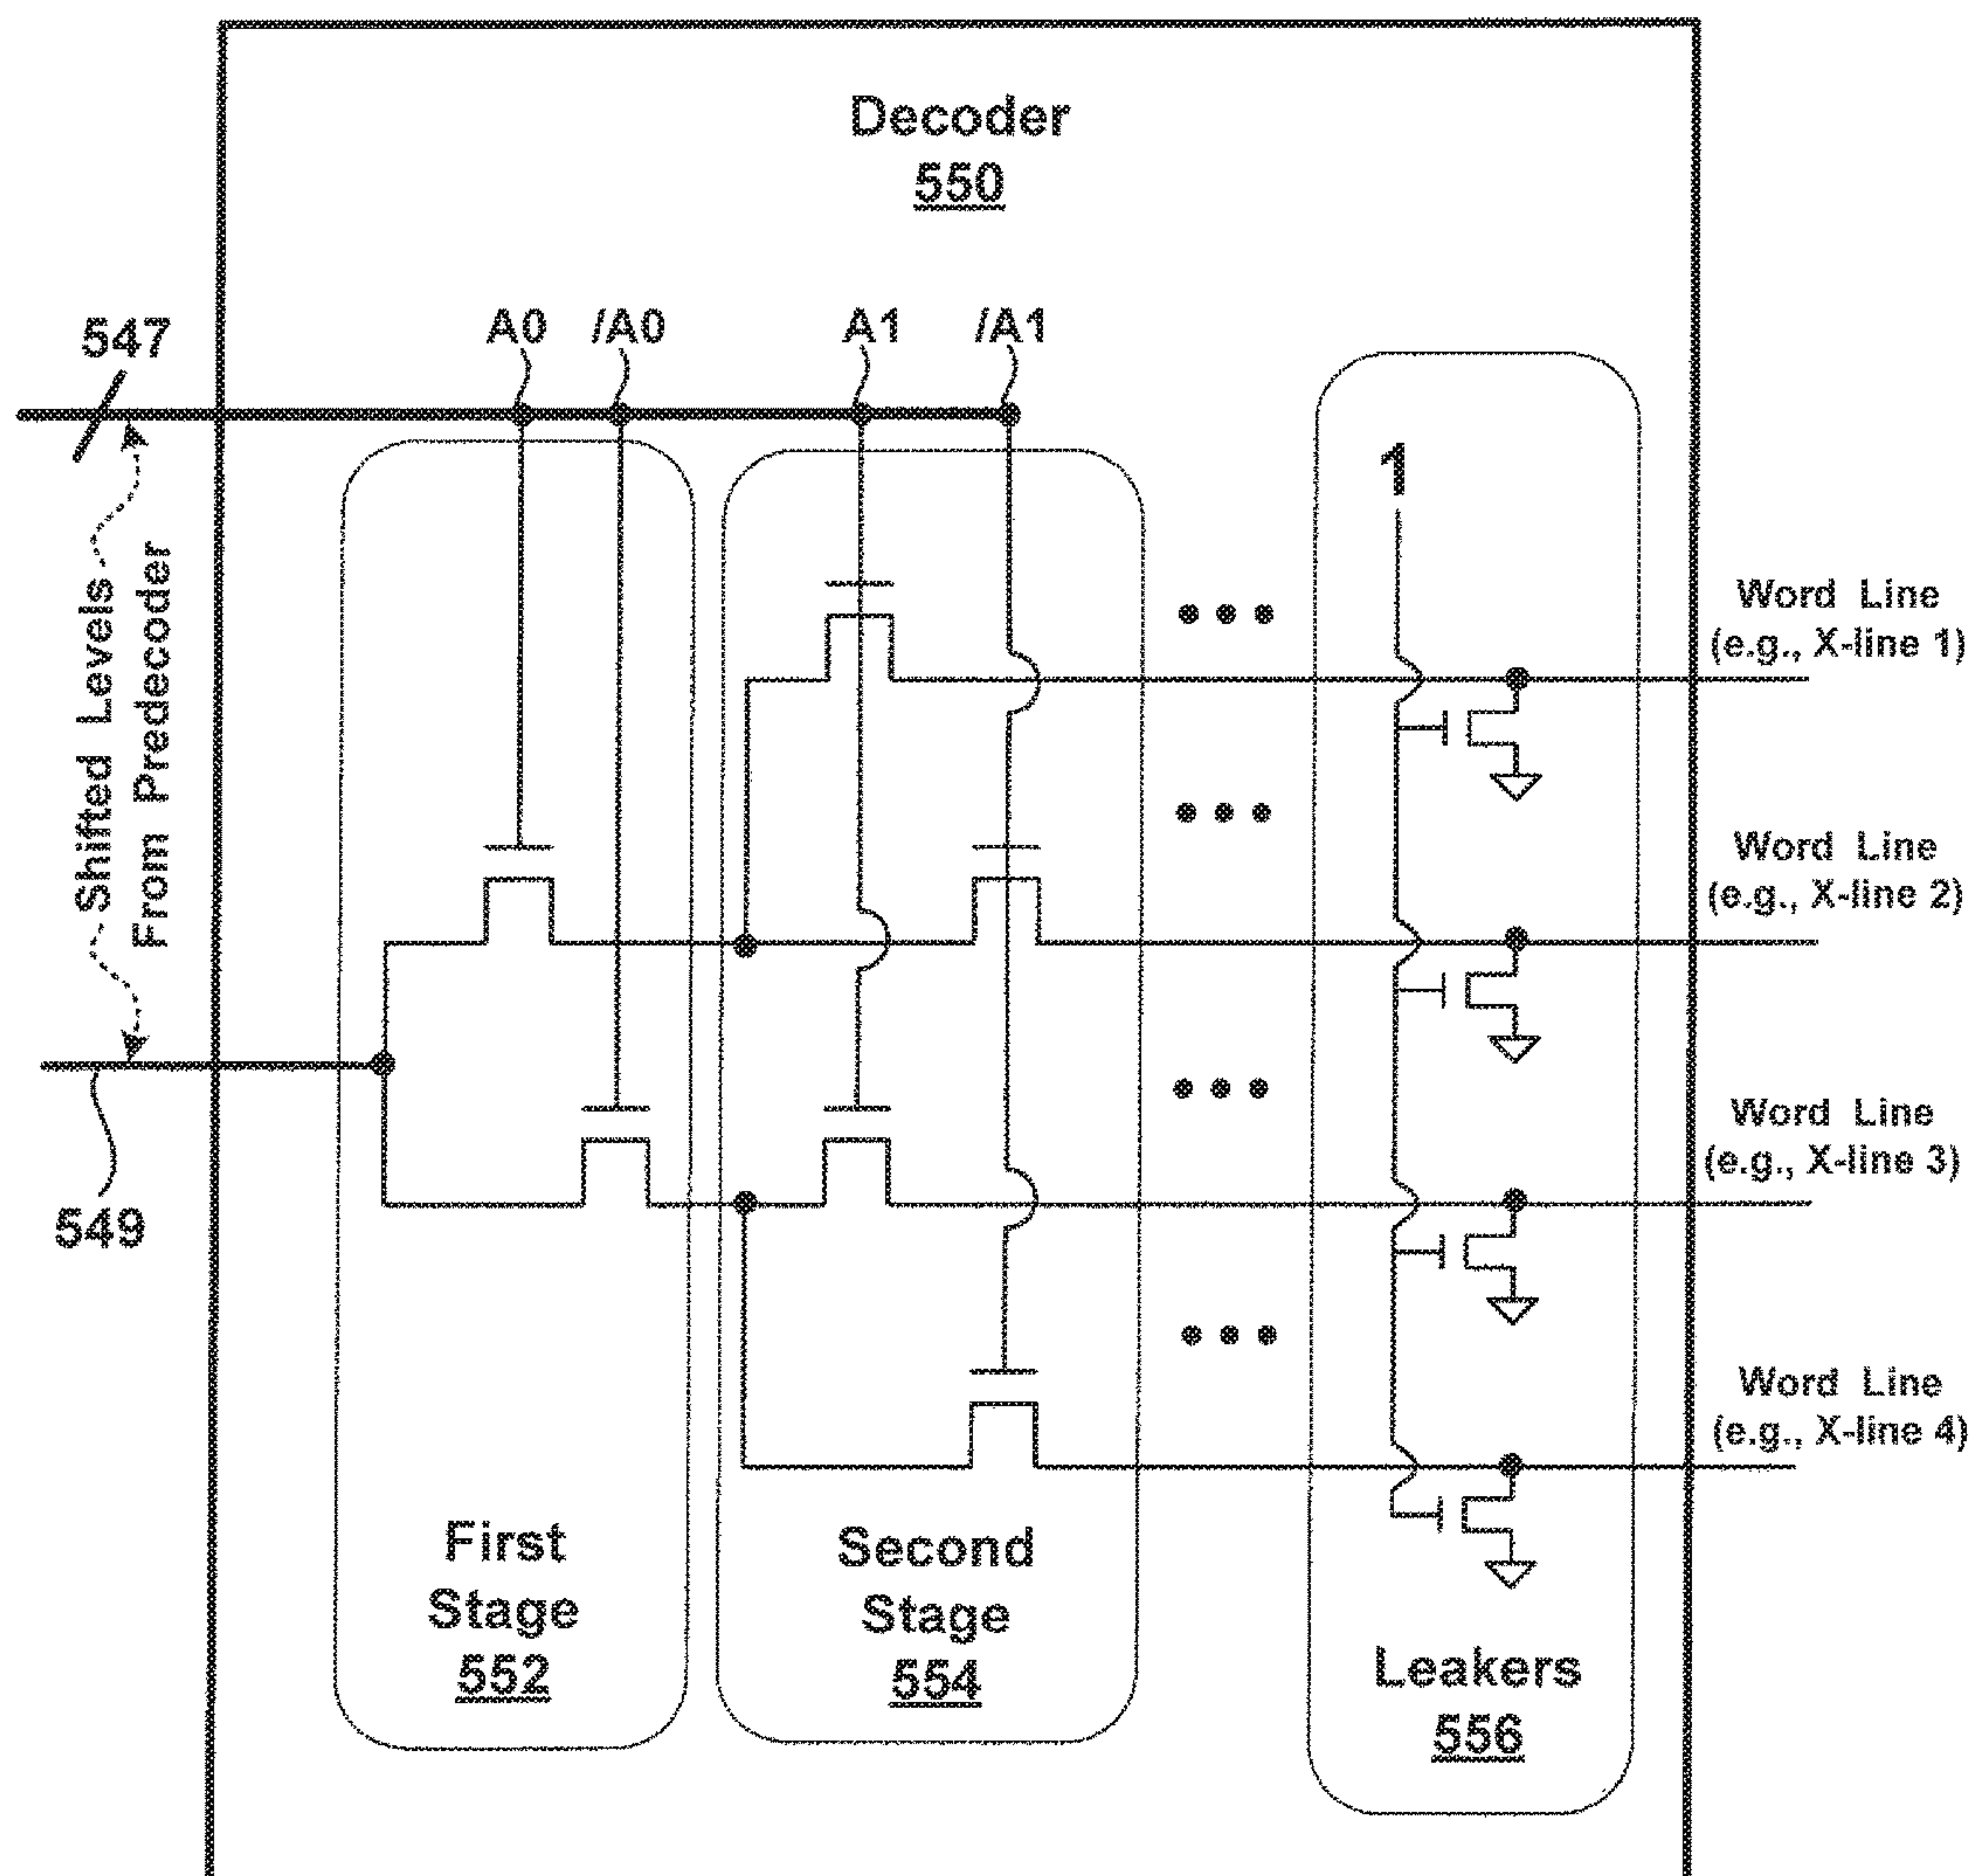 Decoder
550
A0
/A0
A1
/A1
547
Shifted Levels
From Predecoder
549
1
Word Line
(e.g., X-line 1)
Word Line
(e.g., X-line 2)
Word Line
(e.g., X-line 3)
Word Line
(e.g., X-line 4)
First
Stage
552
Second
Stage
554
Leakers
556